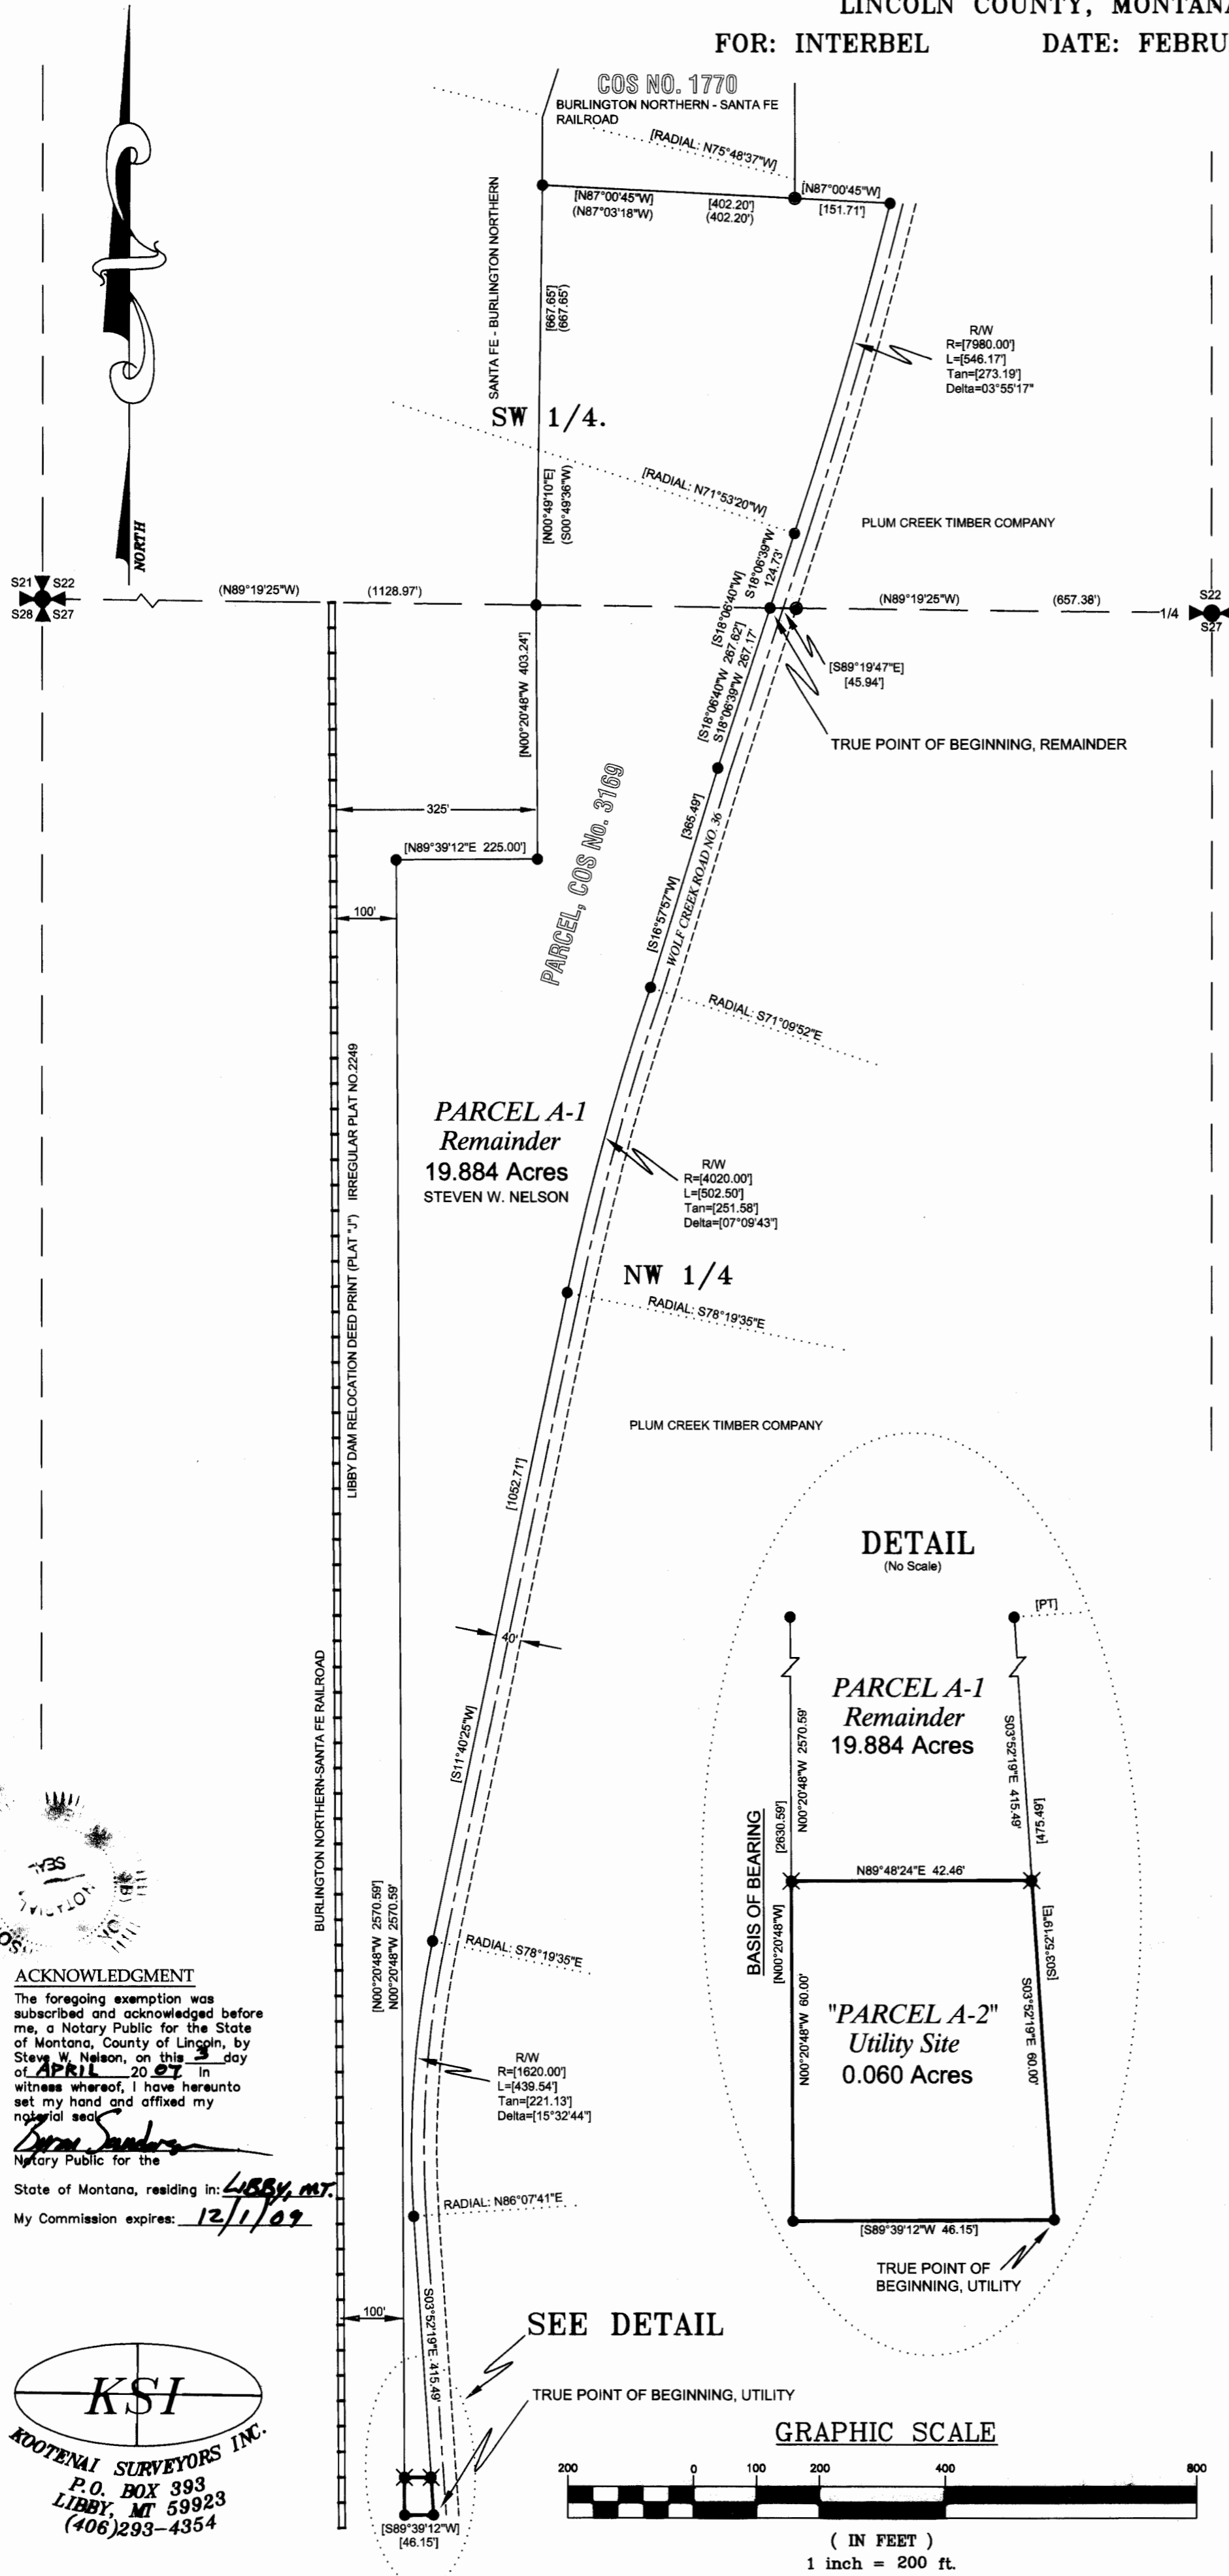 LINCOLN COUNTY, MONTANA
FOR: INTERBEL DATE: FEBRU
COS NO. 1770
BURLINGTON NORTHERN - SANTA FE
RAILROAD
[RADIAL: N75°48'37"W]
[N87°00'45"W]
(N87°03'18"W)
[402.20']
(402.20')
[N87°00'45"W]
[151.71']
SANTA FE - BURLINGTON NORTHERN
[667.65']
(667.65')
R/W
R=[7980.00']
L=[546.17']
Tan=[273.19']
Delta=03°55'17"
SW 1/4.
[RADIAL: N71°53'20"W]
[N00°49'10"E]
(S00°49'36"W)
PLUM CREEK TIMBER COMPANY
NORTH
S18°06'39"W
124.73'
[S18°06'40"W]
S21 S22
S28 S27
(N89°19'25"W) (1128.97')
(N89°19'25"W) (657.38')
1/4
S22
S27
[S18°06'40"W 267.62']
S18°06'39"W 267.17'
[S89°19'47"E]
[45.94']
TRUE POINT OF BEGINNING, REMAINDER
[N00°20'48"W 403.24']
325'
[N89°39'12"E 225.00']
100'
PARCEL, COS No. 3169
[365.49']
[S16°57'57"W]
WOLF CREEK ROAD NO. 36
RADIAL: S71°09'52"E
LIBBY DAM RELOCATION DEED PRINT (PLAT "J") IRREGULAR PLAT NO.2249
PARCEL A-1
Remainder
19.884 Acres
STEVEN W. NELSON
R/W
R=[4020.00']
L=[502.50']
Tan=[251.58']
Delta=[07°09'43"]
NW 1/4
RADIAL: S78°19'35"E
PLUM CREEK TIMBER COMPANY
[1052.71']
40'
[S11°40'25"W]
BURLINGTON NORTHERN-SANTA FE RAILROAD
[N00°20'48"W 2570.59']
N00°20'48"W 2570.59'
RADIAL: S78°19'35"E
R/W
R=[1620.00']
L=[439.54']
Tan=[221.13']
Delta=[15°32'44"]
RADIAL: N86°07'41"E
100'
S03°52'19"E 415.49'
SEE DETAIL
TRUE POINT OF BEGINNING, UTILITY
[S89°39'12"W]
[46.15']
DETAIL
(No Scale)
[PT]
PARCEL A-1
Remainder
19.884 Acres
[2630.59']
N00°20'48"W 2570.59'
S03°52'19"E 415.49'
[475.49']
N89°48'24"E 42.46'
BASIS OF BEARING
[N00°20'48"W]
N00°20'48"W 60.00'
[S03°52'19"E]
S03°52'19"E 60.00'
"PARCEL A-2"
Utility Site
0.060 Acres
[S89°39'12"W 46.15']
TRUE POINT OF
BEGINNING, UTILITY
NOTARIAL
SEAL
ACKNOWLEDGMENT
The foregoing exemption was
subscribed and acknowledged before
me, a Notary Public for the State
of Montana, County of Lincoln, by
Steve W. Nelson, on this 3 day
of APRIL 20 07 In
witness whereof, I have hereunto
set my hand and affixed my
notarial seal
Notary Public for the
State of Montana, residing in: LIBBY, MT.
My Commission expires: 12/1/09
KSI
KOOTENAI SURVEYORS INC.
P.O. BOX 393
LIBBY, MT 59923
(406)293-4354
GRAPHIC SCALE
200 0 100 200 400 800
( IN FEET )
1 inch = 200 ft.